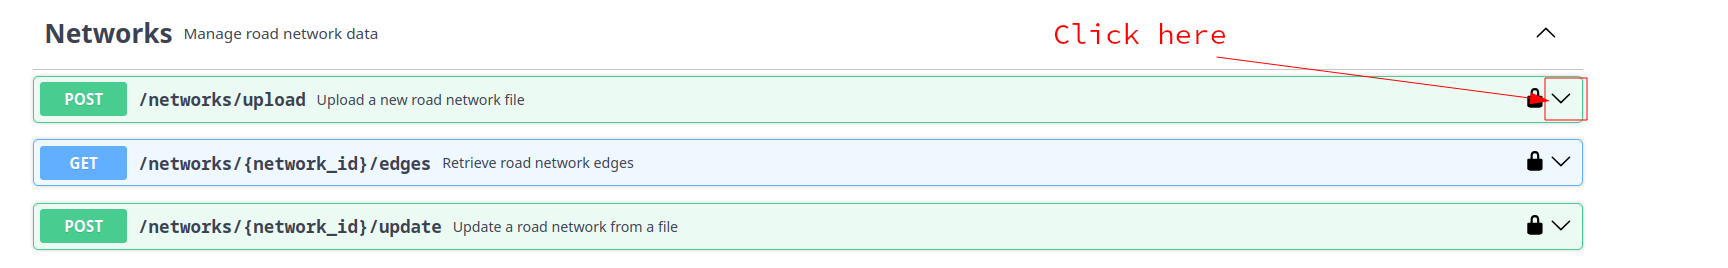 Networks Manage road network data Click here
POST /networks/upload Upload a new road network file
GET /networks/{network_id}/edges Retrieve road network edges
POST /networks/{network_id}/update Update a road network from a file